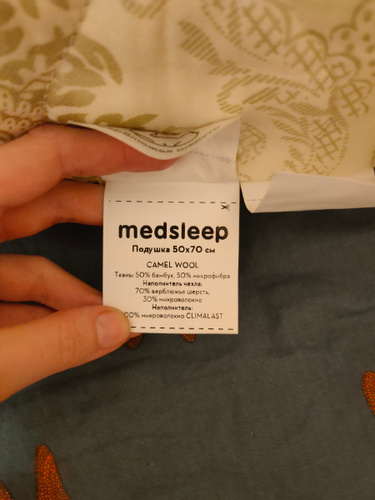 medsleep
Подушка 50х70 см
CAMEL WOOL
Ткань: 50% бамбук, 50% микрофибра
Наполнитель чехла:
70% верблюжья шерсть,
30% микроволокно
Наполнитель:
100% микроволокно CLIMALAST